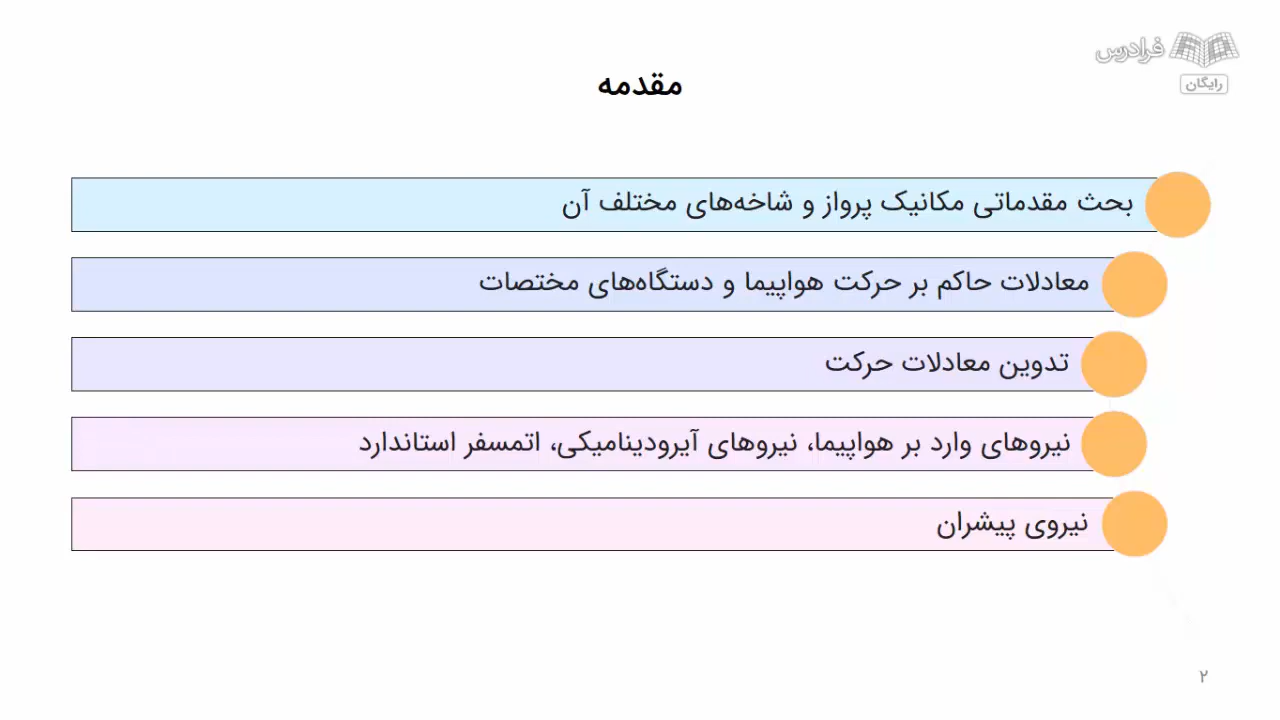 فرادرس
رایگان
مقدمه
بحث مقدماتی مکانیک پرواز و شاخه‌های مختلف آن
معادلات حاکم بر حرکت هواپیما و دستگاه‌های مختصات
تدوین معادلات حرکت
نیروهای وارد بر هواپیما، نیروهای آیرودینامیکی، اتمسفر استاندارد
نیروی پیشران
۲